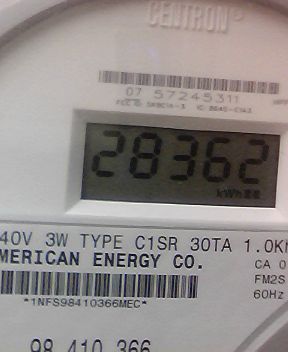 CENTRON®
07 57245311
28362
kWh
40V 3W TYPE C1SR 30TA 1.0K
MERICAN ENERGY CO.
CA 0
FM2S
60Hz
*1NFS98410366MEC*
98 410 366